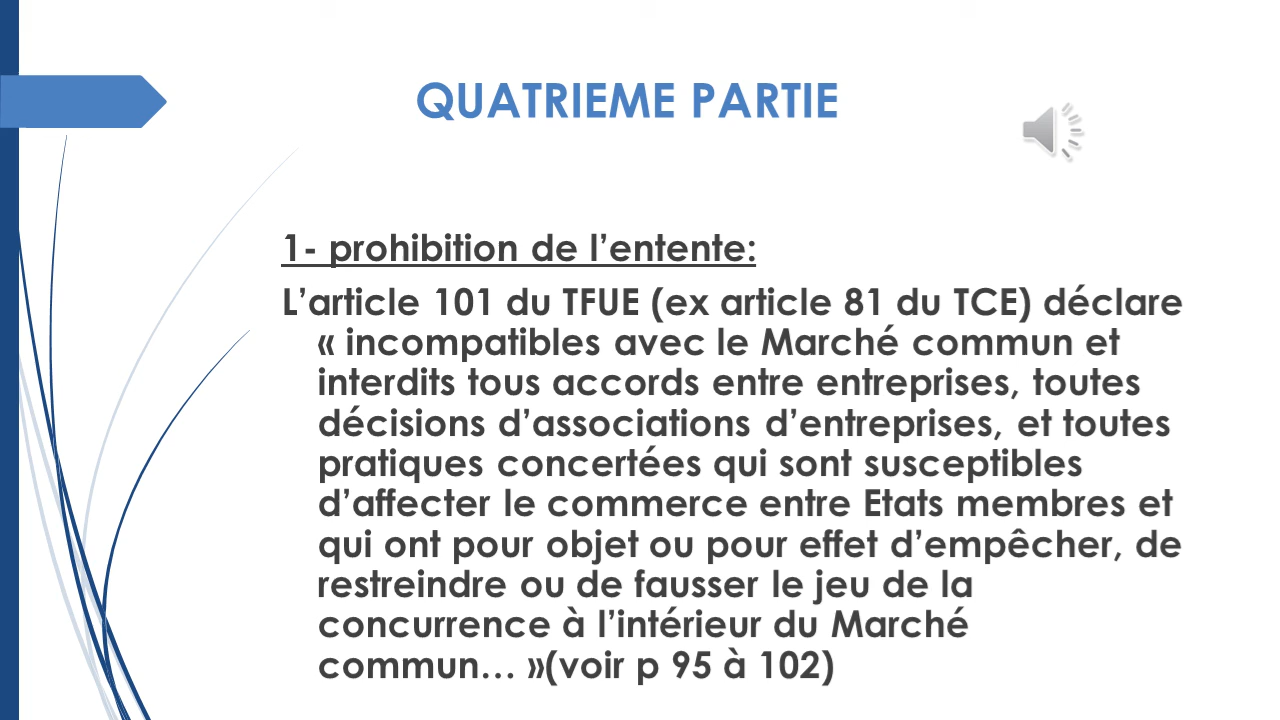 QUATRIEME PARTIE
1- prohibition de l’entente:
L’article 101 du TFUE (ex article 81 du TCE) déclare
« incompatibles avec le Marché commun et
interdits tous accords entre entreprises, toutes
décisions d’associations d’entreprises, et toutes
pratiques concertées qui sont susceptibles
d’affecter le commerce entre Etats membres et
qui ont pour objet ou pour effet d’empêcher, de
restreindre ou de fausser le jeu de la
concurrence à l’intérieur du Marché
commun… »(voir p 95 à 102)